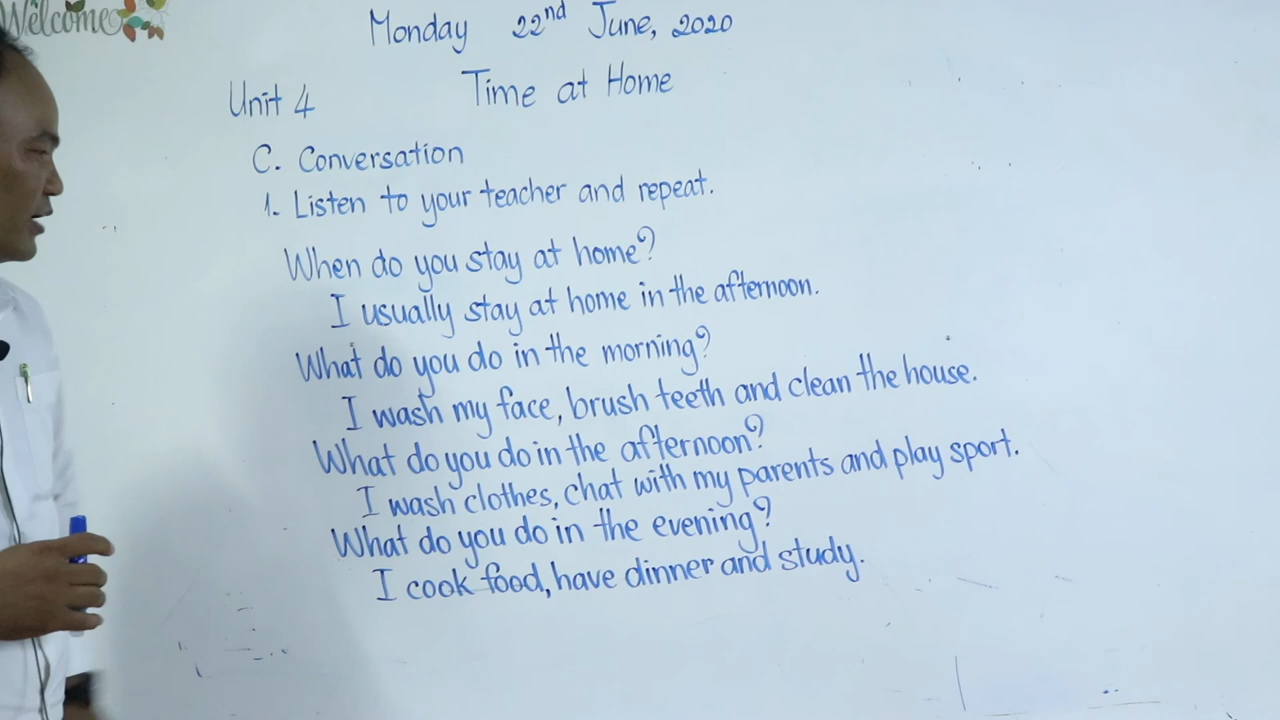 Welcome
Monday 22nd June, 2020
Unit 4 Time at Home
C. Conversation
1. Listen to your teacher and repeat.
When do you stay at home?
I usually stay at home in the afternoon.
What do you do in the morning?
I wash my face, brush teeth and clean the house.
What do you do in the afternoon?
I wash clothes, chat with my parents and play sport.
What do you do in the evening?
I cook food, have dinner and study.